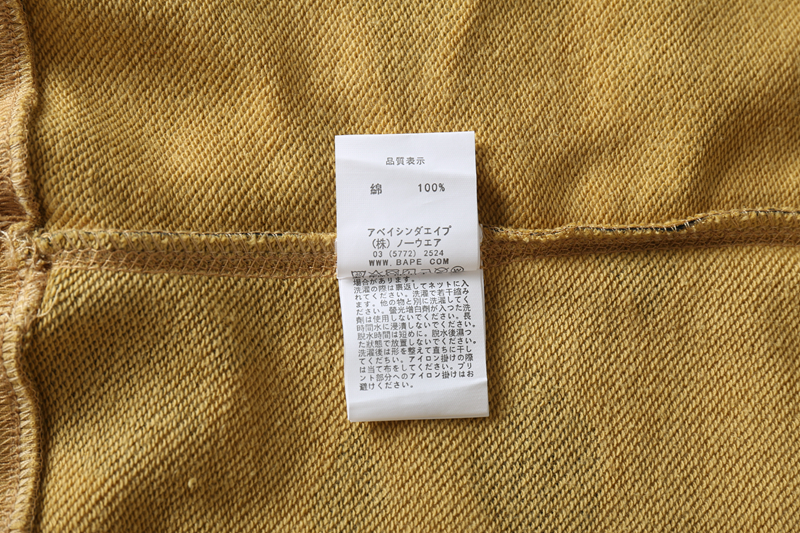 品質表示
綿 100%
アベイシンダエイプ
(株) ノーウエア
03 (5772) 2524
WWW. BAPE. COM
場合があります。
洗濯の際は裏返してネットに入
れてください。洗濯で若干縮み
ます。他の物と別に洗濯してく
ださい。螢光増白剤が入つた洗
剤は使用しないでください。長
時間水に浸漬しないでください。
脱水時間は短めに。脱水後濕つ
た状態で放置しないでください。
洗濯後は形を整えて直ちに干し
てください。アイロン掛けの際
は当て布をしてください。プリ
ント部分へのアイロン掛けはお
避けください。